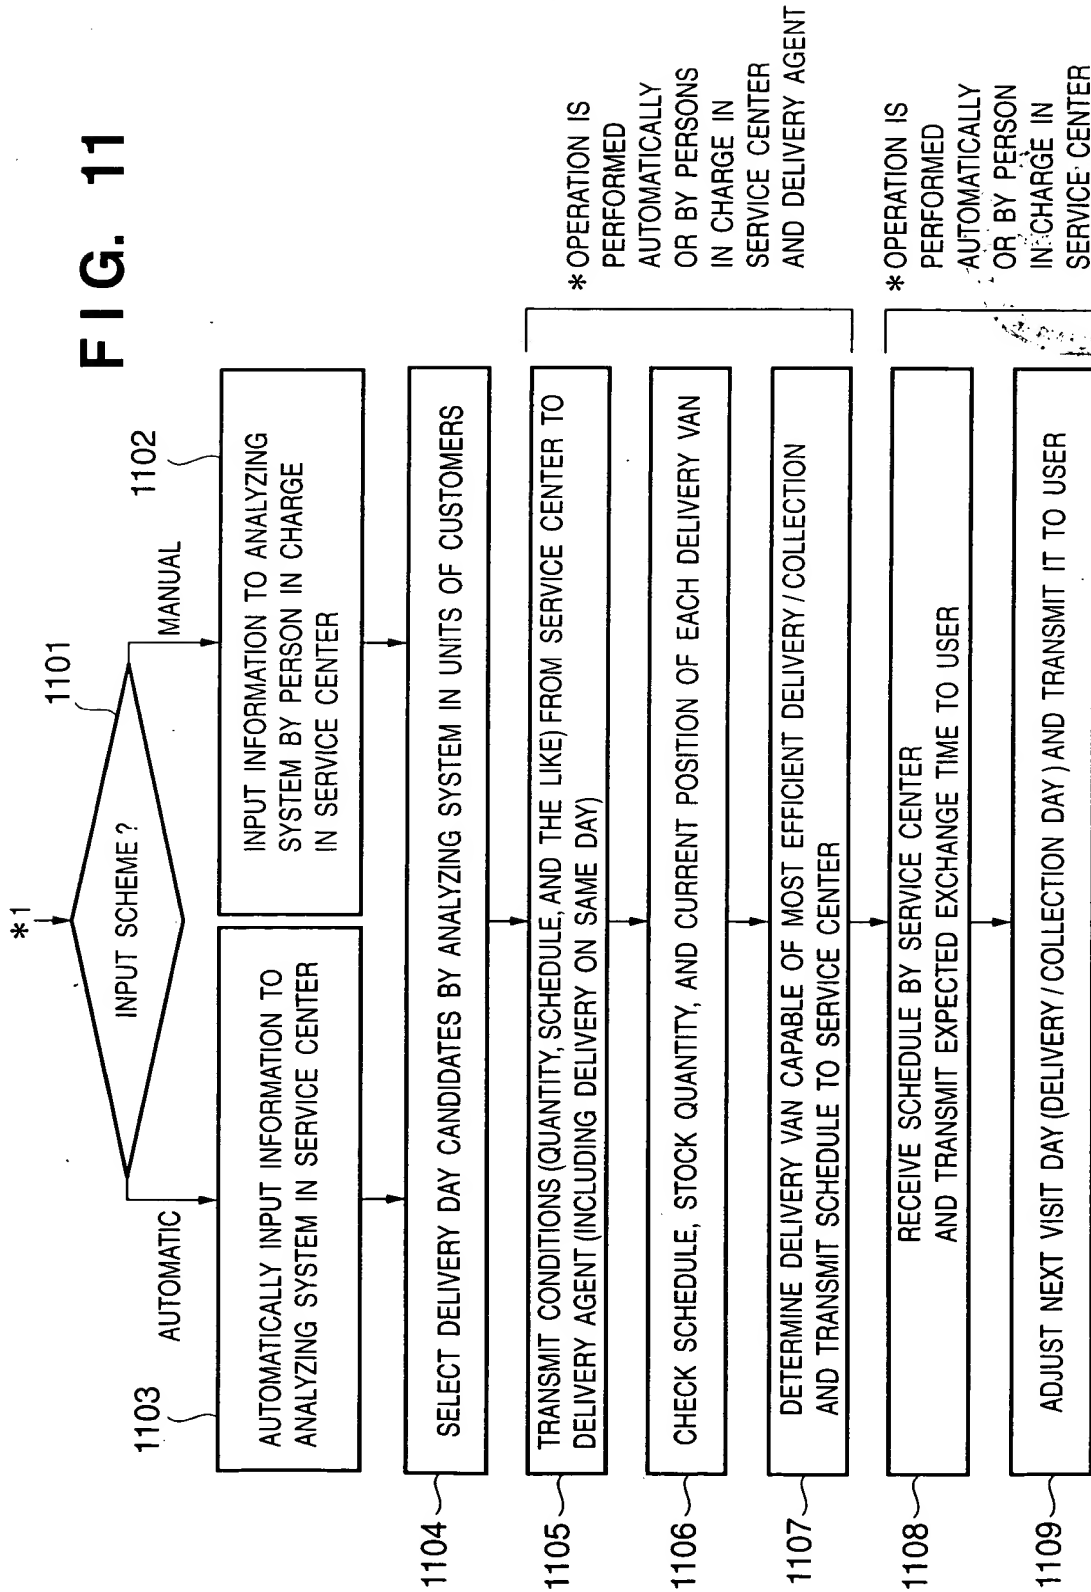 FIG. 11
*1
1101
INPUT SCHEME?
AUTOMATIC
MANUAL
1103
AUTOMATICALLY INPUT INFORMATION TO
ANALYZING SYSTEM IN SERVICE CENTER
1102
INPUT INFORMATION TO ANALYZING
SYSTEM BY PERSON IN CHARGE
IN SERVICE CENTER
1104
SELECT DELIVERY DAY CANDIDATES BY ANALYZING SYSTEM IN UNITS OF CUSTOMERS
1105
TRANSMIT CONDITIONS (QUANTITY, SCHEDULE, AND THE LIKE) FROM SERVICE CENTER TO
DELIVERY AGENT (INCLUDING DELIVERY ON SAME DAY)
1106
CHECK SCHEDULE, STOCK QUANTITY, AND CURRENT POSITION OF EACH DELIVERY VAN
1107
DETERMINE DELIVERY VAN CAPABLE OF MOST EFFICIENT DELIVERY/COLLECTION
AND TRANSMIT SCHEDULE TO SERVICE CENTER
*OPERATION IS
PERFORMED
AUTOMATICALLY
OR BY PERSONS
IN CHARGE IN
SERVICE CENTER
AND DELIVERY AGENT
1108
RECEIVE SCHEDULE BY SERVICE CENTER
AND TRANSMIT EXPECTED EXCHANGE TIME TO USER
1109
ADJUST NEXT VISIT DAY (DELIVERY/COLLECTION DAY) AND TRANSMIT IT TO USER
*OPERATION IS
PERFORMED
AUTOMATICALLY
OR BY PERSON
IN CHARGE IN
SERVICE CENTER